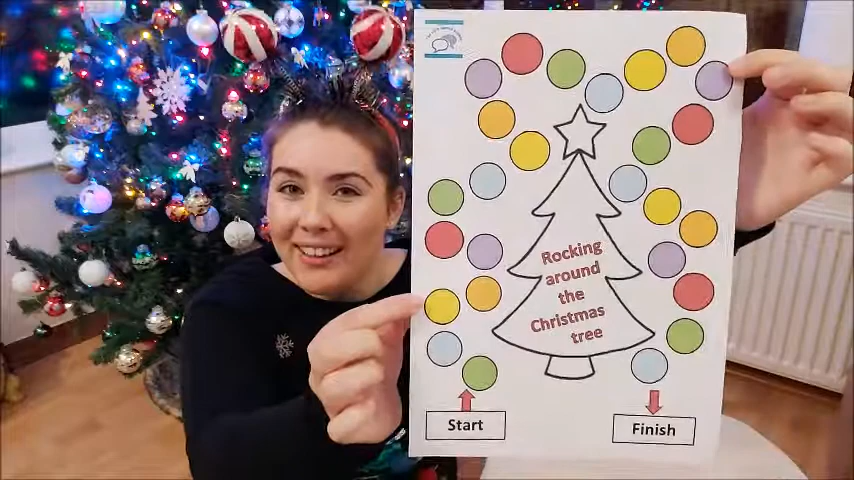 Rocking
around
the
Christmas
tree
Start
Finish